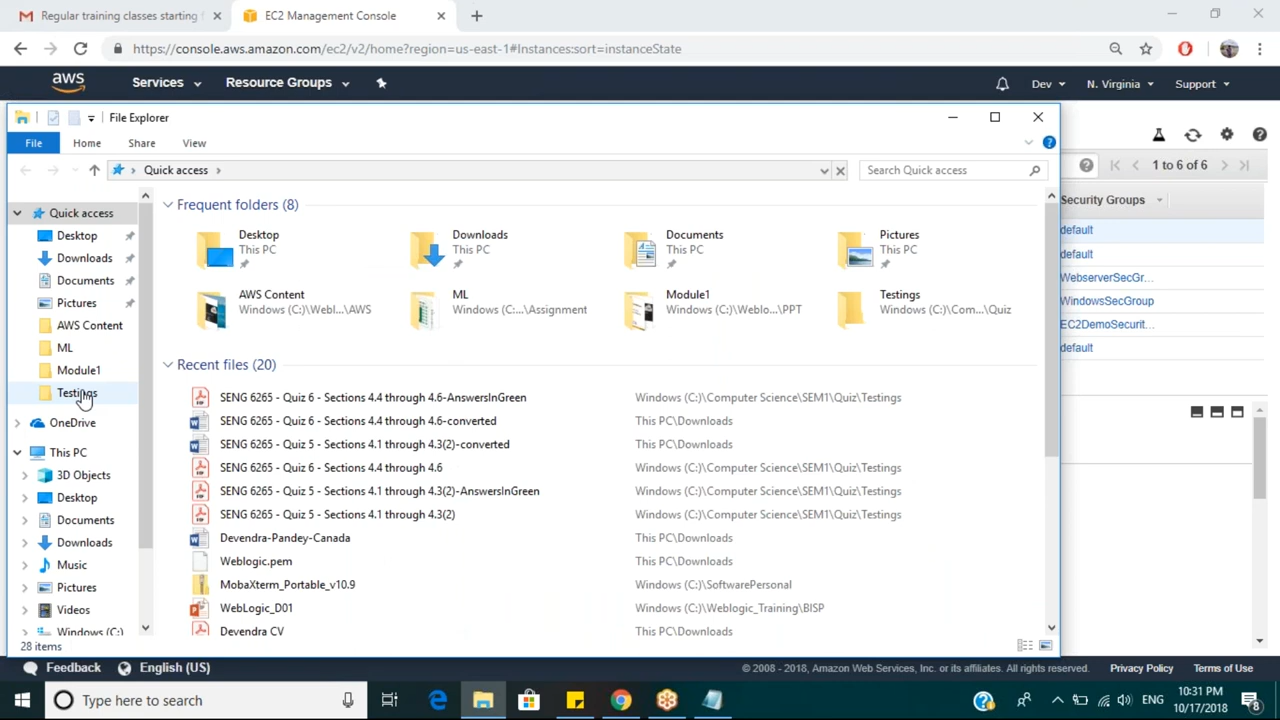 Regular training classes starting
EC2 Management Console
https://console.aws.amazon.com/ec2/v2/home?region=us-east-1#Instances:sort=instanceState
aws Services Resource Groups Dev N. Virginia Support
File Explorer
File Home Share View
Quick access
Search Quick access
1 to 6 of 6
Quick access
Desktop
Downloads
Documents
Pictures
AWS Content
ML
Module1
Testings
OneDrive
This PC
3D Objects
Desktop
Documents
Downloads
Music
Pictures
Videos
Windows (C:)
Frequent folders (8)
Desktop
This PC
Downloads
This PC
Documents
This PC
Pictures
This PC
AWS Content
Windows (C:)\Webl...\AWS
ML
Windows (C:...\Assignment
Module1
Windows (C:)\Weblo...\PPT
Testings
Windows (C:)\Com...\Quiz
Recent files (20)
SENG 6265 - Quiz 6 - Sections 4.4 through 4.6-AnswersInGreen Windows (C:)\Computer Science\SEM1\Quiz\Testings
SENG 6265 - Quiz 6 - Sections 4.4 through 4.6-converted This PC\Downloads
SENG 6265 - Quiz 5 - Sections 4.1 through 4.3(2)-converted This PC\Downloads
SENG 6265 - Quiz 6 - Sections 4.4 through 4.6 Windows (C:)\Computer Science\SEM1\Quiz\Testings
SENG 6265 - Quiz 5 - Sections 4.1 through 4.3(2)-AnswersInGreen Windows (C:)\Computer Science\SEM1\Quiz\Testings
SENG 6265 - Quiz 5 - Sections 4.1 through 4.3(2) Windows (C:)\Computer Science\SEM1\Quiz\Testings
Devendra-Pandey-Canada This PC\Downloads
Weblogic.pem This PC\Downloads
MobaXterm_Portable_v10.9 Windows (C:)\SoftwarePersonal
WebLogic_D01 Windows (C:)\Weblogic_Training\BISP
Devendra CV This PC\Downloads
28 items
Security Groups
default
default
WebserverSecGr...
WindowsSecGroup
EC2DemoSecurit...
default
Feedback English (US) © 2008 - 2018, Amazon Web Services, Inc. or its affiliates. All rights reserved. Privacy Policy Terms of Use
Type here to search
ENG
10:31 PM
10/17/2018
8